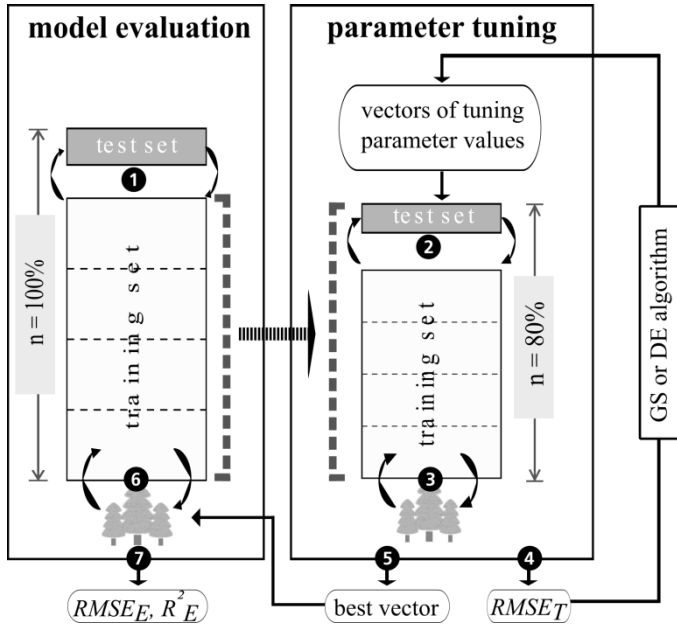 model evaluation
parameter tuning
vectors of tuning
parameter values
test set
1
test set
2
n = 100%
training set
training set
n = 80%
GS or DE algorithm
6
3
7
5
4
RMSE_E, R²_E
best vector
RMSE_T